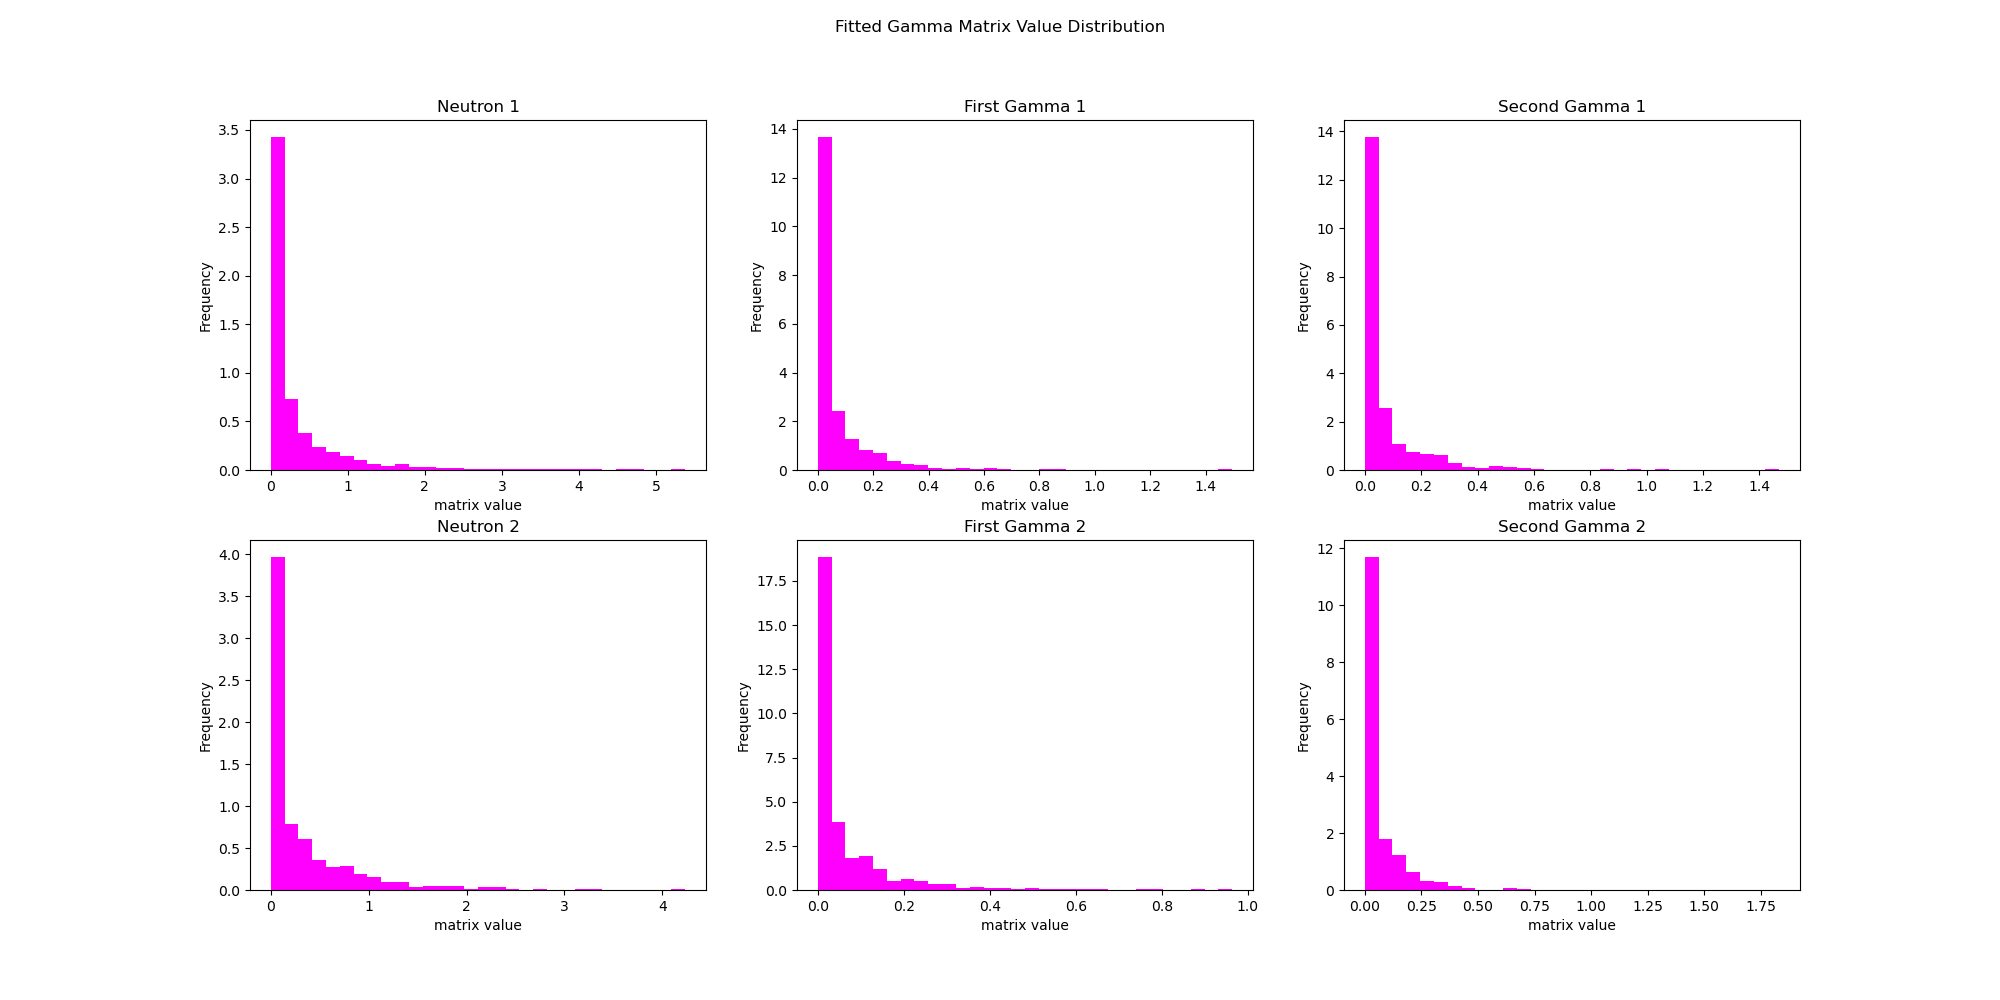 Fitted Gamma Matrix Value Distribution
Neutron 1
3.5
3.0
2.5
2.0
1.5
1.0
0.5
0.0
Frequency
0 1 2 3 4 5
matrix value
First Gamma 1
14
12
10
8
6
4
2
0
Frequency
0.0 0.2 0.4 0.6 0.8 1.0 1.2 1.4
matrix value
Second Gamma 1
14
12
10
8
6
4
2
0
Frequency
0.0 0.2 0.4 0.6 0.8 1.0 1.2 1.4
matrix value
Neutron 2
4.0
3.5
3.0
2.5
2.0
1.5
1.0
0.5
0.0
Frequency
0 1 2 3 4
matrix value
First Gamma 2
17.5
15.0
12.5
10.0
7.5
5.0
2.5
0.0
Frequency
0.0 0.2 0.4 0.6 0.8 1.0
matrix value
Second Gamma 2
12
10
8
6
4
2
0
Frequency
0.00 0.25 0.50 0.75 1.00 1.25 1.50 1.75
matrix value